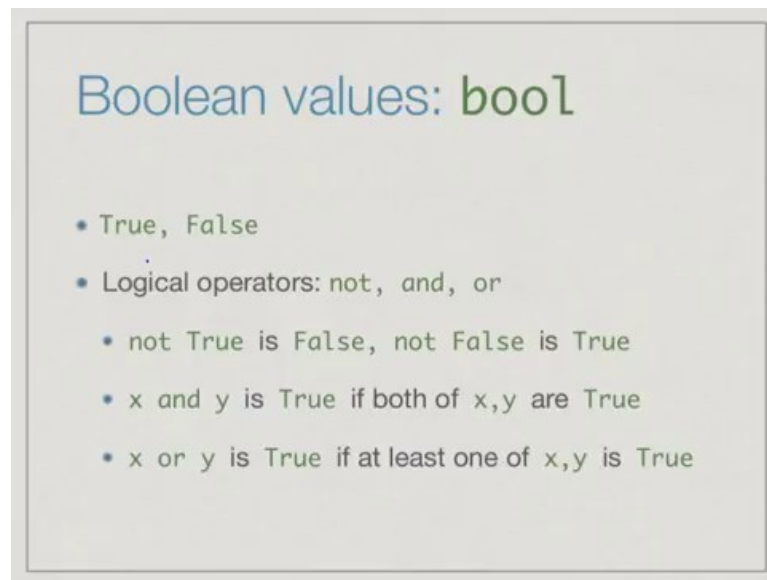 Boolean values: bool
• True, False
• Logical operators: not, and, or
• not True is False, not False is True
• x and y is True if both of x,y are True
• x or y is True if at least one of x,y is True